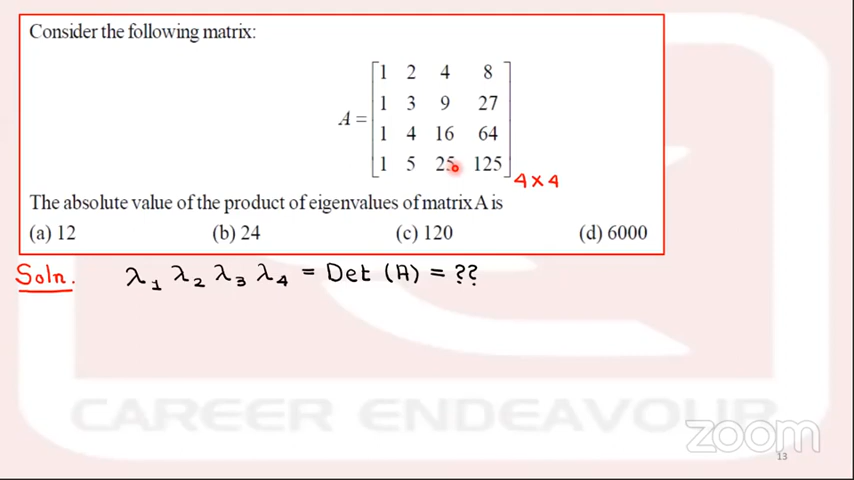 Consider the following matrix:
A = [1 2 4 8
1 3 9 27
1 4 16 64
1 5 25 125] 4×4
The absolute value of the product of eigenvalues of matrix A is
(a) 12 (b) 24 (c) 120 (d) 6000
Soln. λ₁ λ₂ λ₃ λ₄ = Det (A) = ??
CAREER ENDEAVOUR
zoom
13